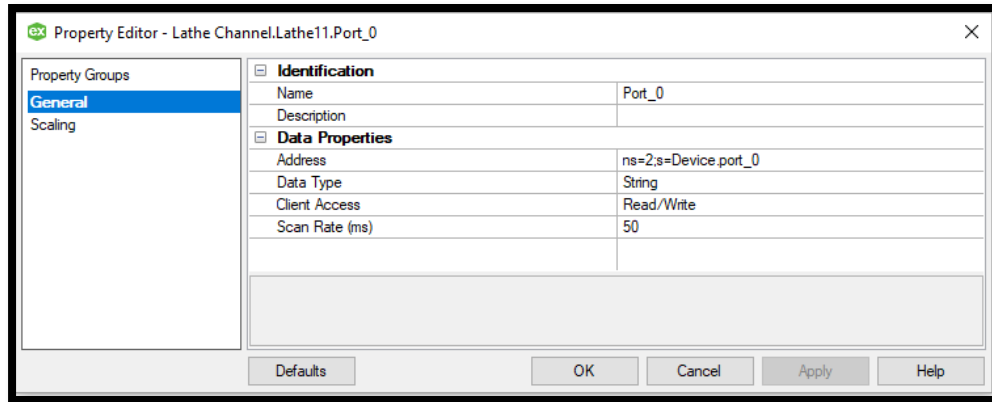 ex Property Editor - Lathe Channel.Lathe11.Port_0
Property Groups
General
Scaling
Identification
Name Port_0
Description
Data Properties
Address ns=2;s=Device.port_0
Data Type String
Client Access Read/Write
Scan Rate (ms) 50
Defaults OK Cancel Apply Help